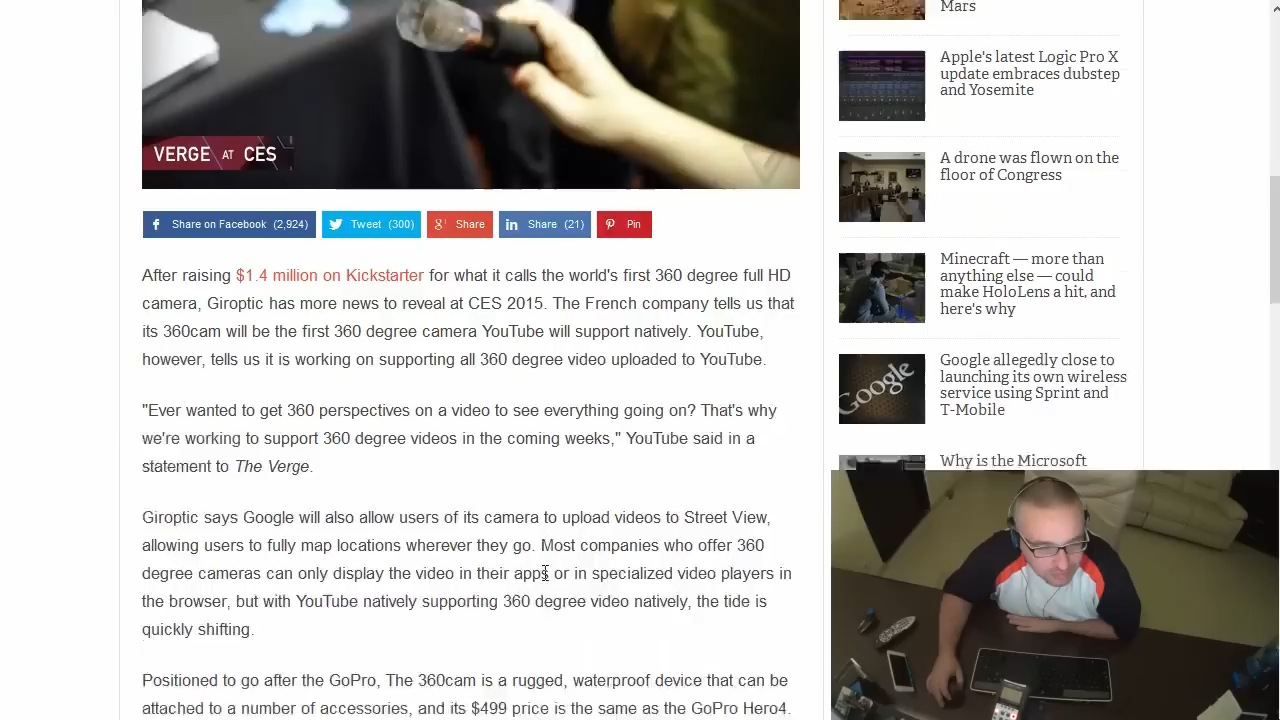 Mars
Apple's latest Logic Pro X
update embraces dubstep
and Yosemite
VERGE AT CES
A drone was flown on the
floor of Congress
Share on Facebook (2,924)
Tweet (300)
Share
Share (21)
Pin
Minecraft — more than
anything else — could
make HoloLens a hit, and
here's why
After raising $1.4 million on Kickstarter for what it calls the world's first 360 degree full HD
camera, Giroptic has more news to reveal at CES 2015. The French company tells us that
its 360cam will be the first 360 degree camera YouTube will support natively. YouTube,
however, tells us it is working on supporting all 360 degree video uploaded to YouTube.
Google
Google allegedly close to
launching its own wireless
service using Sprint and
T-Mobile
"Ever wanted to get 360 perspectives on a video to see everything going on? That's why
we're working to support 360 degree videos in the coming weeks," YouTube said in a
statement to The Verge.
Why is the Microsoft
Giroptic says Google will also allow users of its camera to upload videos to Street View,
allowing users to fully map locations wherever they go. Most companies who offer 360
degree cameras can only display the video in their apps or in specialized video players in
the browser, but with YouTube natively supporting 360 degree video natively, the tide is
quickly shifting.
Positioned to go after the GoPro, The 360cam is a rugged, waterproof device that can be
attached to a number of accessories, and its $499 price is the same as the GoPro Hero4.